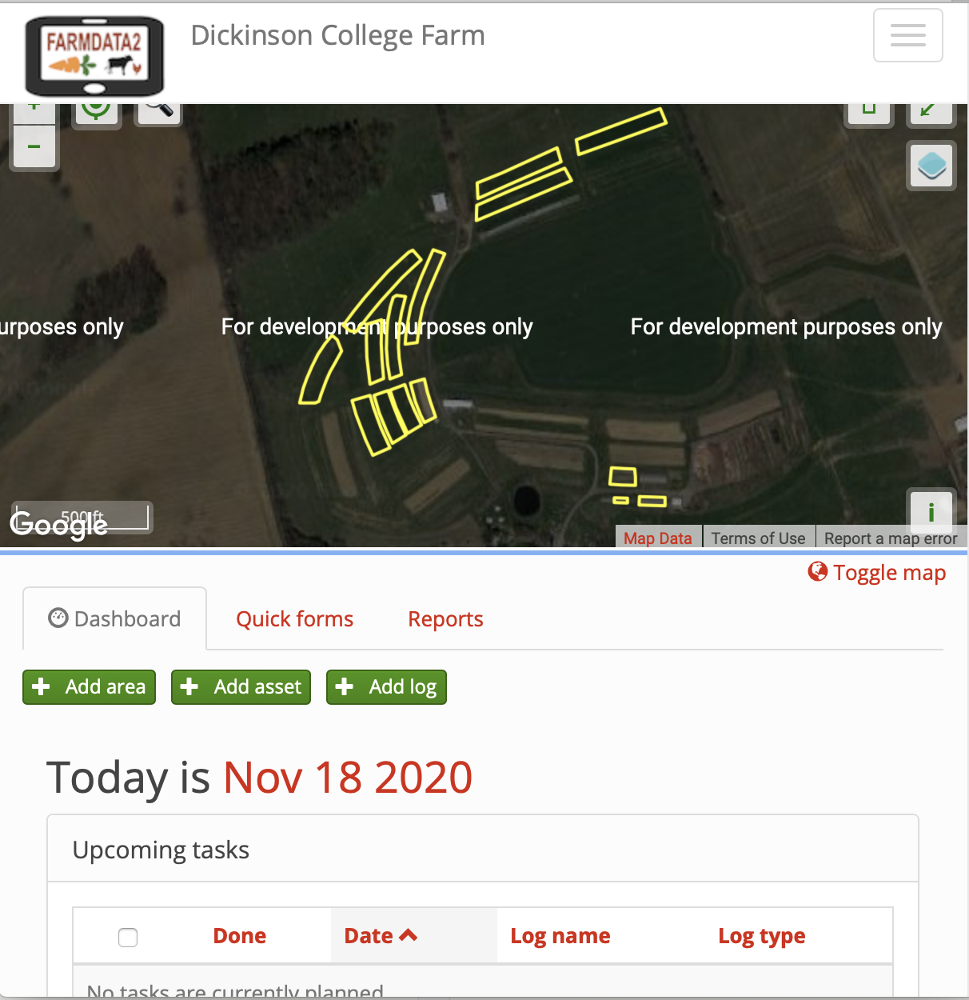 FARMDATA2
Dickinson College Farm
urposes only
For development purposes only
For development purposes only
500 ft
Google
i
Map Data
Terms of Use
Report a map error
Toggle map
Dashboard
Quick forms
Reports
Add area
Add asset
Add log
Today is Nov 18 2020
Upcoming tasks
Done
Date
Log name
Log type
No tasks are currently planned